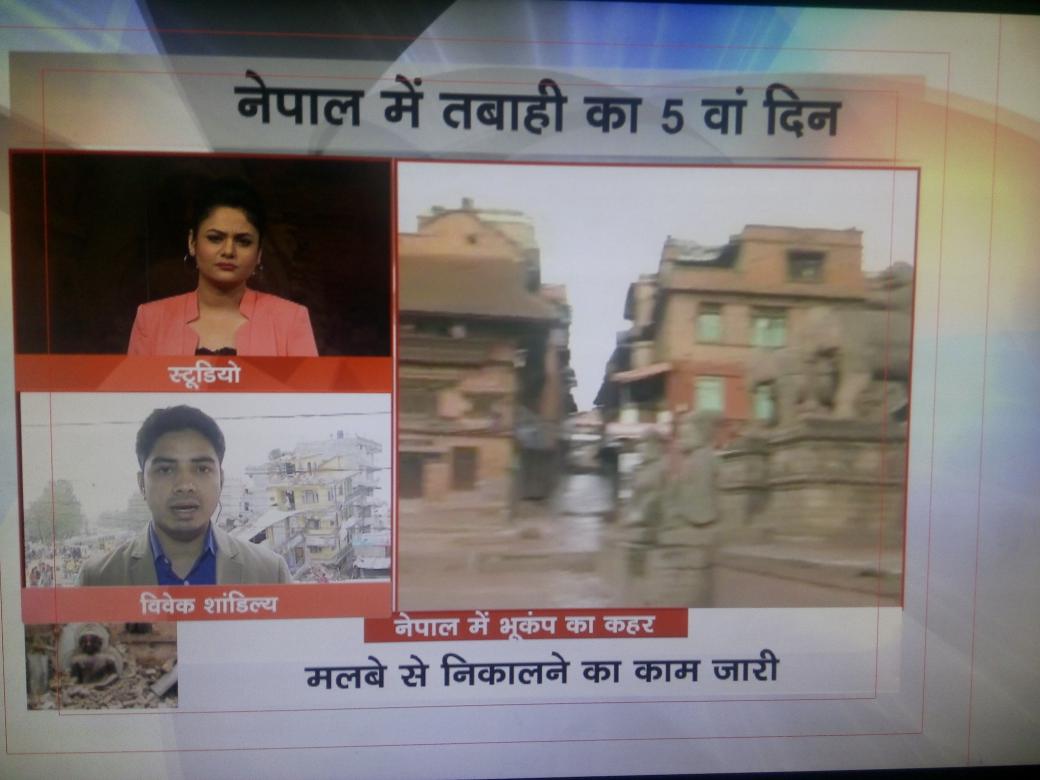 नेपाल में तबाही का 5 वां दिन
स्टूडियो
विवेक शांडिल्य
नेपाल में भूकंप का कहर
मलबे से निकालने का काम जारी